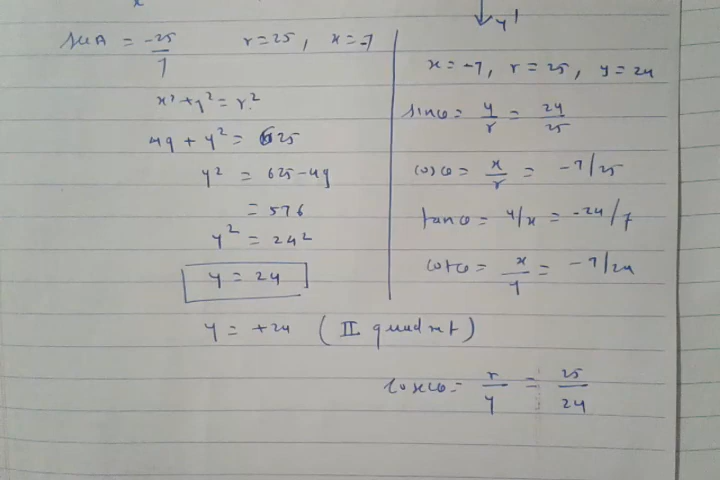 x
y'
secA = -25/7 r=25, x=-7
x² + y² = r²
49 + y² = 625
y² = 625-49
= 576
y² = 24²
y = 24
y = +24 (II quadrant)
x = -7, r = 25, y = 24
sinθ = y/r = 24/25
cosθ = x/r = -7/25
tanθ = y/x = -24/7
cotθ = x/y = -7/24
cosecθ = r/y = 25/24